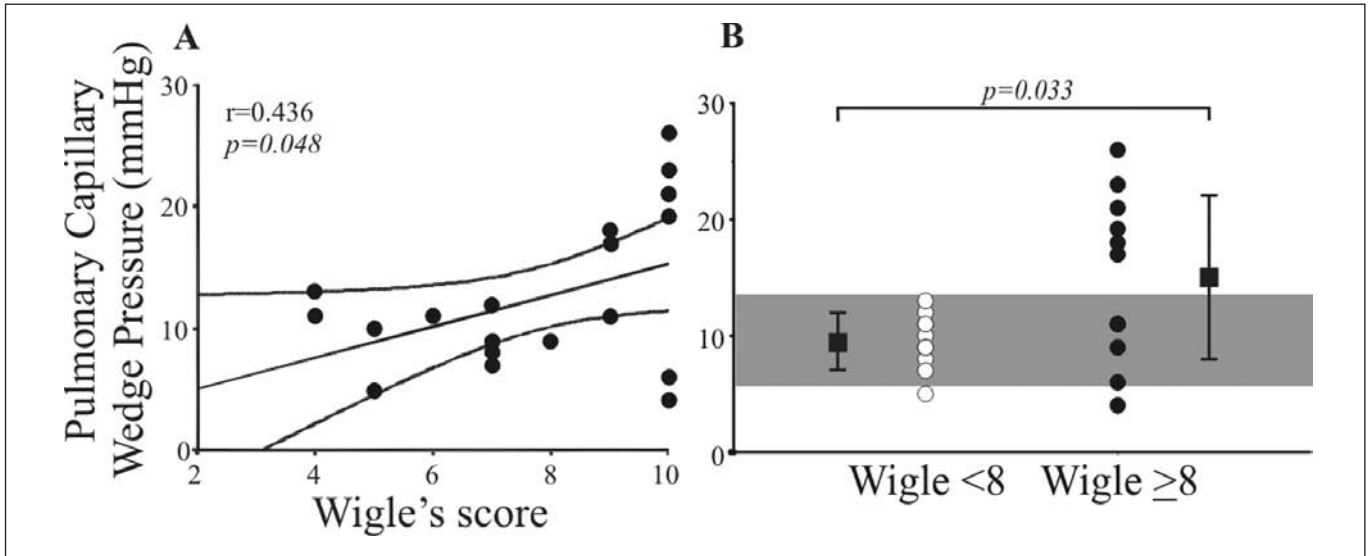 A
Pulmonary Capillary
Wedge Pressure (mmHg)
30
20
10
0
r=0.436
p=0.048
2
4
6
8
10
Wigle’s score
B
30
20
10
0
p=0.033
Wigle <8
Wigle ≥8